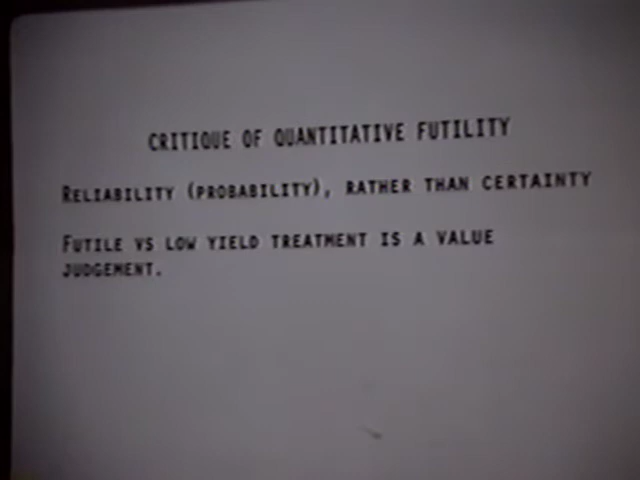 CRITIQUE OF QUANTITATIVE FUTILITY
RELIABILITY (PROBABILITY), RATHER THAN CERTAINTY
FUTILE VS LOW YIELD TREATMENT IS A VALUE
JUDGEMENT.